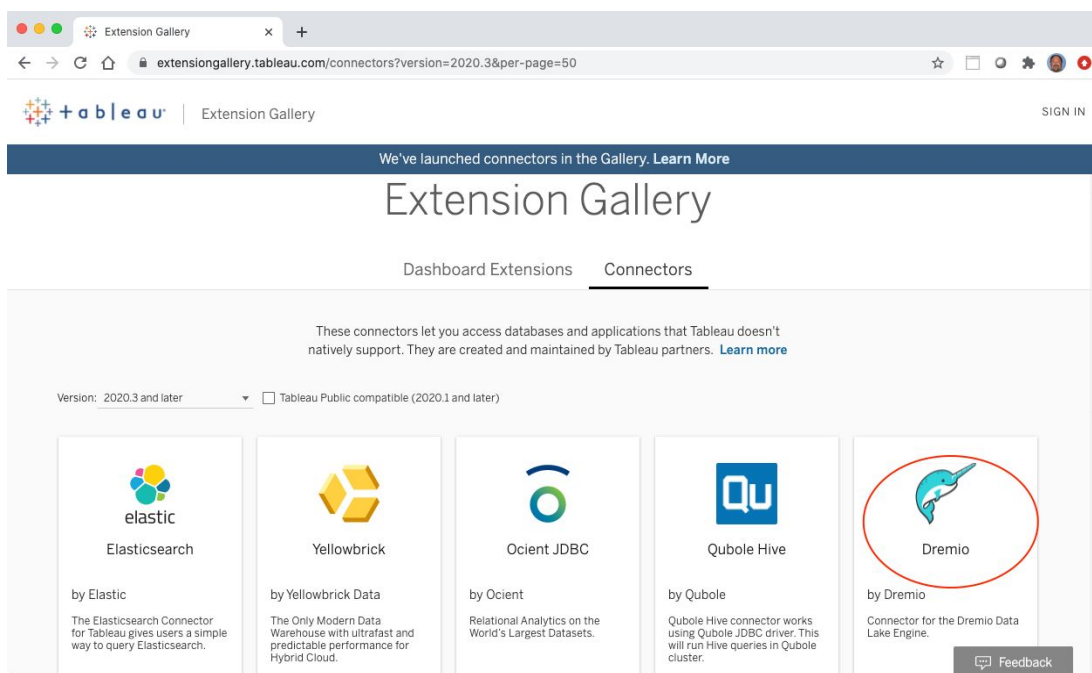 Extension Gallery
extensiongallery.tableau.com/connectors?version=2020.3&per-page=50
+ a b l e a u
Extension Gallery
SIGN IN
We've launched connectors in the Gallery. Learn More
Extension Gallery
Dashboard Extensions Connectors
These connectors let you access databases and applications that Tableau doesn't
natively support. They are created and maintained by Tableau partners. Learn more
Version: 2020.3 and later
Tableau Public compatible (2020.1 and later)
elastic
Elasticsearch
by Elastic
The Elasticsearch Connector
for Tableau gives users a simple
way to query Elasticsearch.
Yellowbrick
by Yellowbrick Data
The Only Modern Data
Warehouse with ultrafast and
predictable performance for
Hybrid Cloud.
Ocient JDBC
by Ocient
Relational Analytics on the
World's Largest Datasets.
Qu
Qubole Hive
by Qubole
Qubole Hive connector works
using Qubole JDBC driver. This
will run Hive queries in Qubole
cluster.
Dremio
by Dremio
Connector for the Dremio Data
Lake Engine.
Feedback